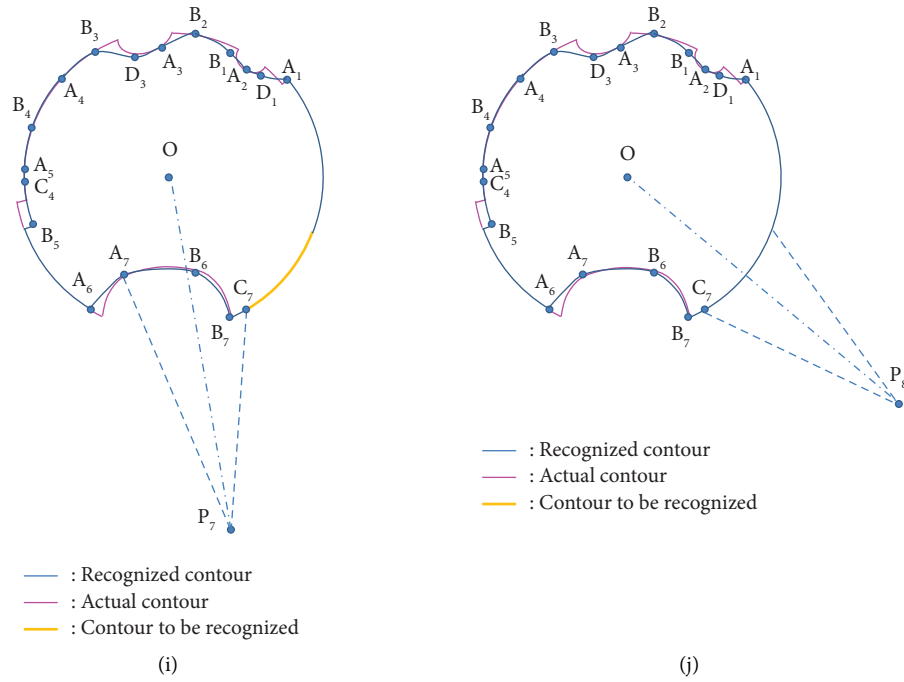 B₂
B₃
B₁
A₃
A₂
A₁
D₃
D₁
A₄
B₄
O
A₅
C₄
B₅
A₇
B₆
A₆
C₇
B₇
P₇
: Recognized contour
: Actual contour
: Contour to be recognized
(i)
B₂
B₃
B₁
A₃
A₂
A₁
D₃
D₁
A₄
B₄
O
A₅
C₄
B₅
A₇
B₆
A₆
C₇
B₇
P₈
: Recognized contour
: Actual contour
: Contour to be recognized
(j)